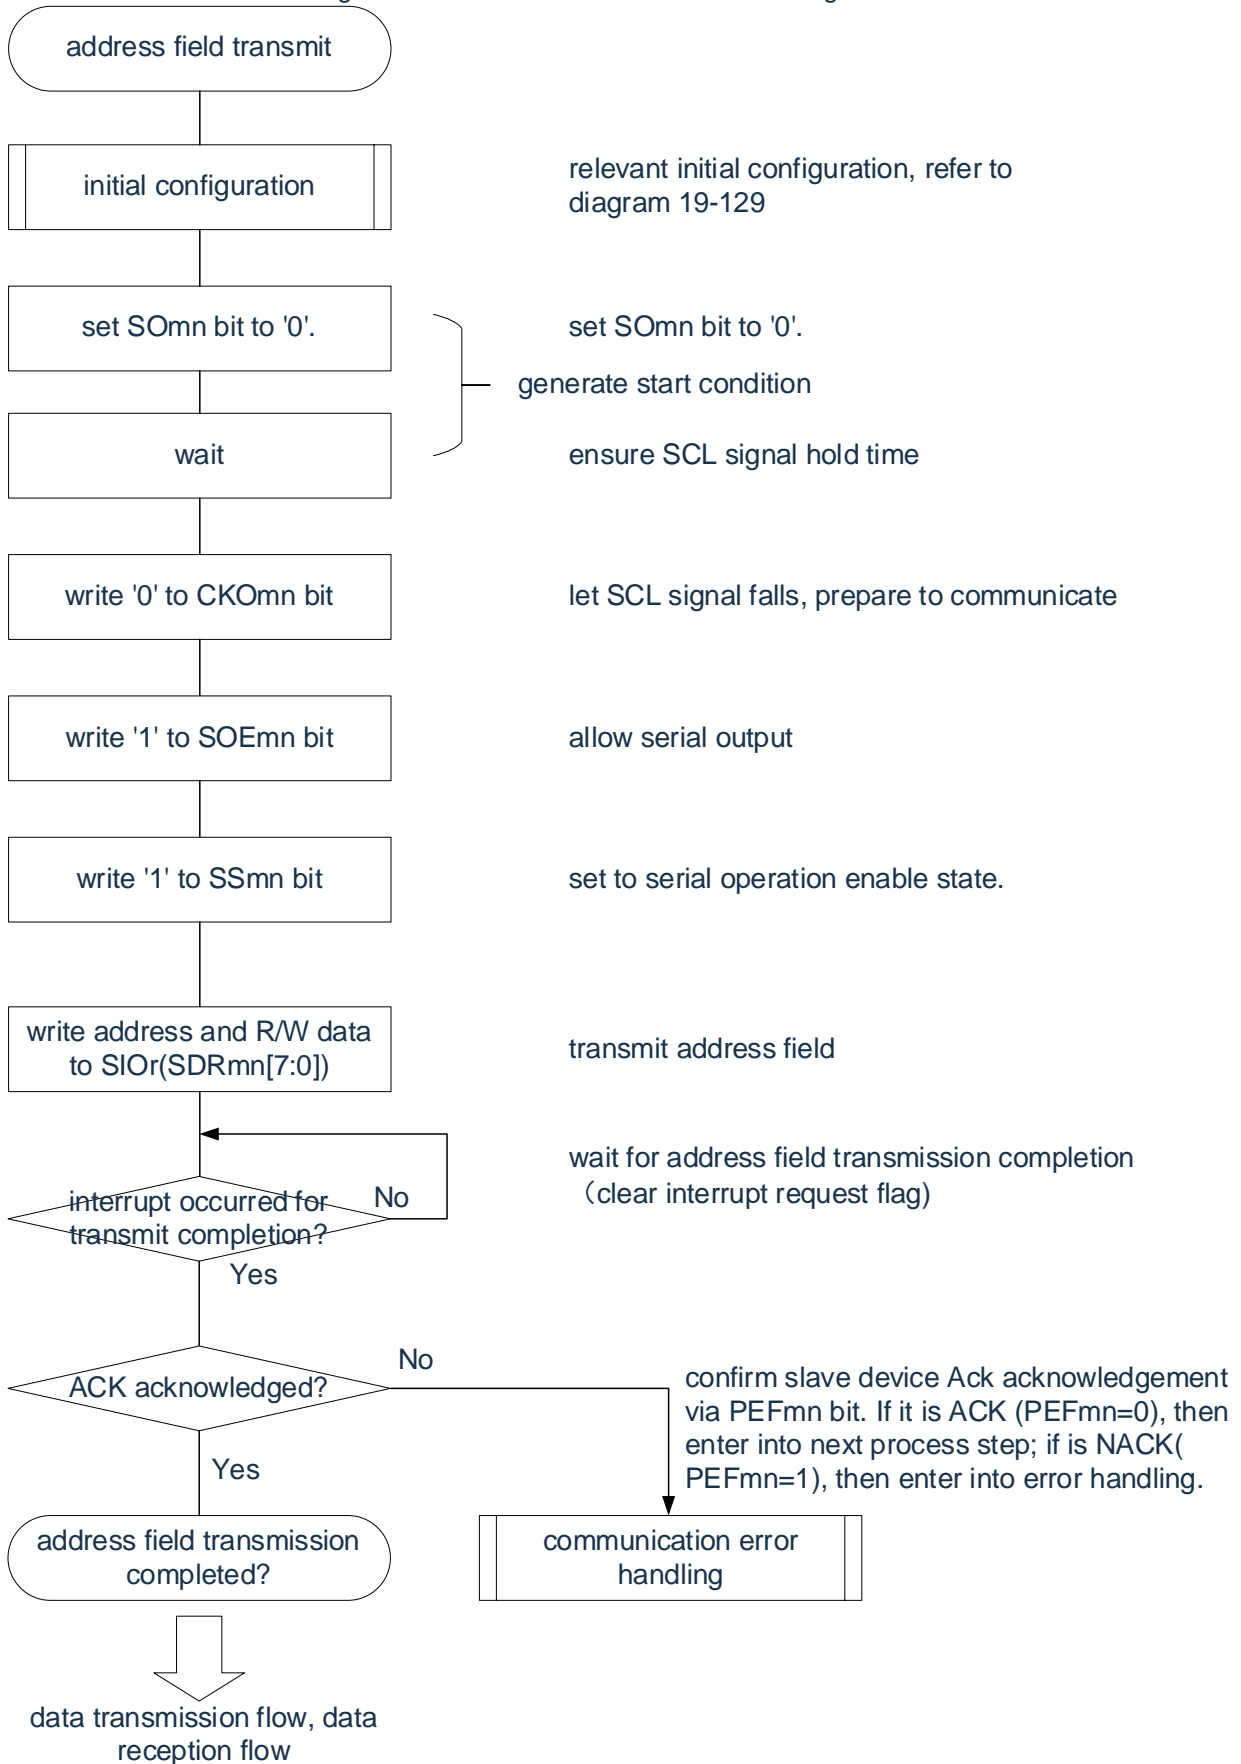 address field transmit
initial configuration
relevant initial configuration, refer to
diagram 19-129
set SOmn bit to '0'.
set SOmn bit to '0'.
generate start condition
wait
ensure SCL signal hold time
write '0' to CKOmn bit
let SCL signal falls, prepare to communicate
write '1' to SOEmn bit
allow serial output
write '1' to SSmn bit
set to serial operation enable state.
write address and R/W data
to SIOr(SDRmn[7:0])
transmit address field
wait for address field transmission completion
（clear interrupt request flag)
interrupt occurred for
transmit completion?
No
Yes
ACK acknowledged?
No
confirm slave device Ack acknowledgement
via PEFmn bit. If it is ACK (PEFmn=0), then
enter into next process step; if is NACK(
PEFmn=1), then enter into error handling.
Yes
address field transmission
completed?
communication error
handling
data transmission flow, data
reception flow